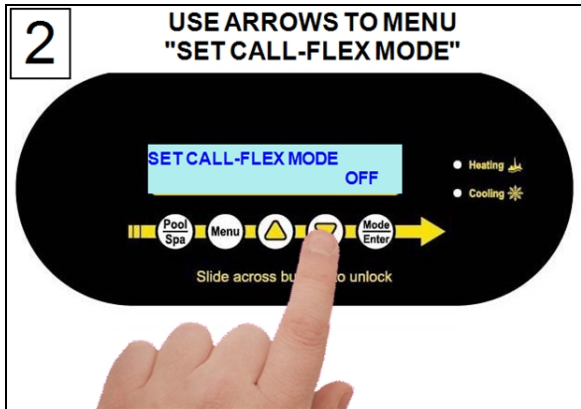 2
USE ARROWS TO MENU
"SET CALL-FLEX MODE"
SET CALL-FLEX MODE
OFF
Heating
Cooling
Pool
Spa
Menu
Mode
Enter
Slide across bu to unlock